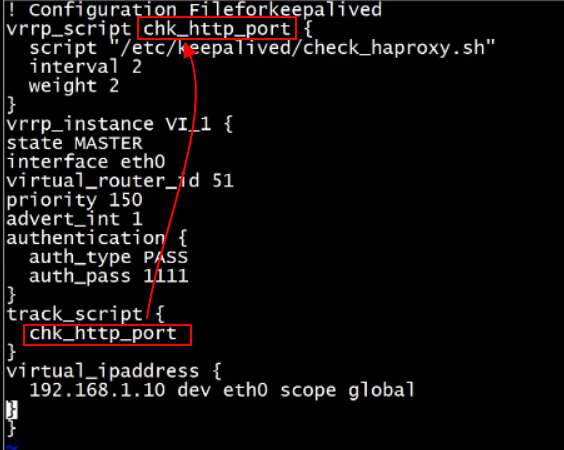 ! Configuration Fileforkeepalived
vrrp_script chk_http_port {
  script "/etc/keepalived/check_haproxy.sh"
  interval 2
  weight 2
}
vrrp_instance VI_1 {
state MASTER
interface eth0
virtual_router_id 51
priority 150
advert_int 1
authentication {
  auth_type PASS
  auth_pass 1111
}
track_script {
  chk_http_port
}
virtual_ipaddress {
  192.168.1.10 dev eth0 scope global
}
}
~